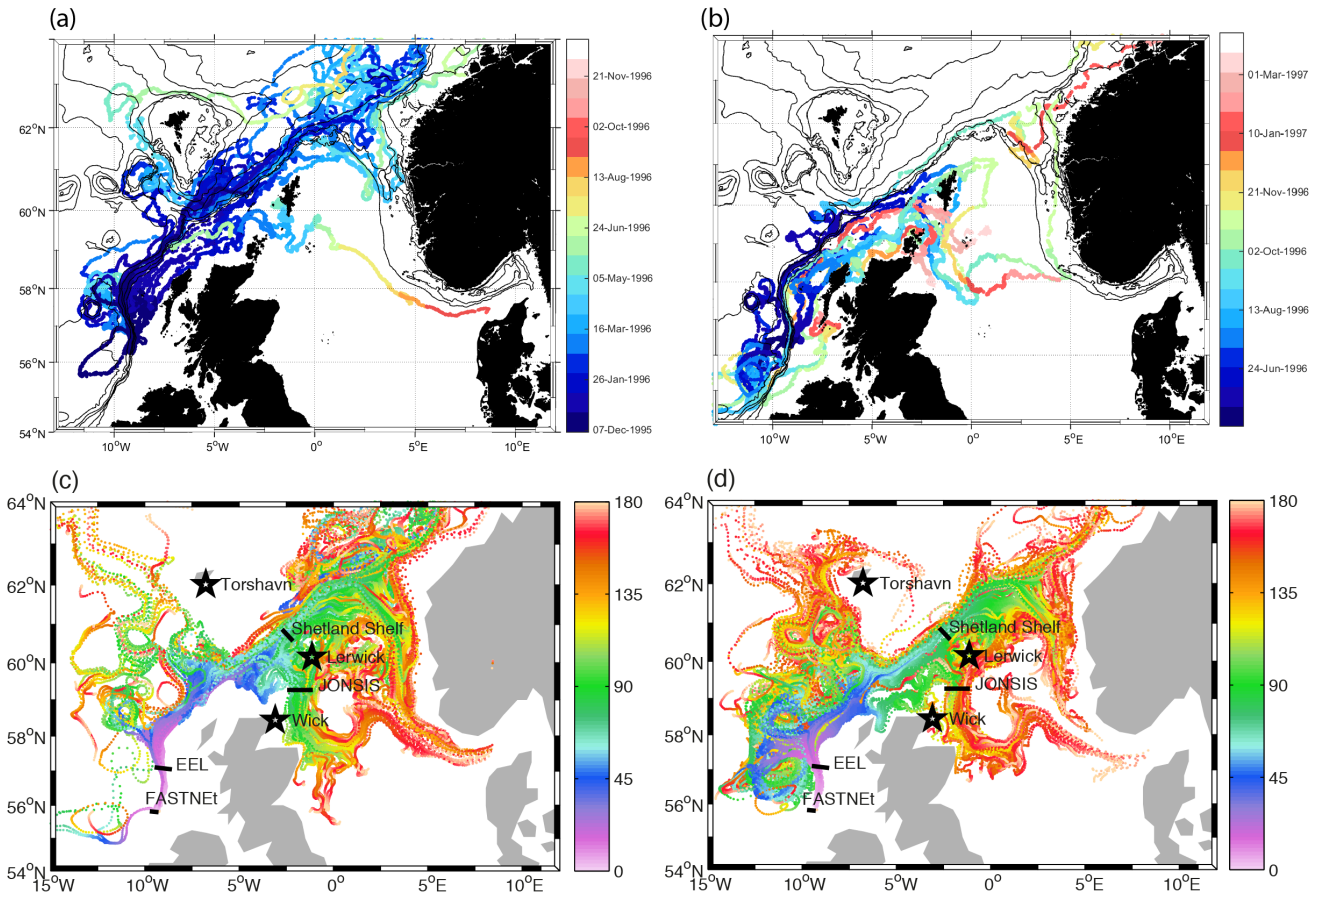 (a)
62°N
60°N
58°N
56°N
54°N
10°W
5°W
0°
5°E
10°E
21-Nov-1996
02-Oct-1996
13-Aug-1996
24-Jun-1996
05-May-1996
16-Mar-1996
26-Jan-1996
07-Dec-1995
(b)
10°W
5°W
0°
5°E
10°E
01-Mar-1997
10-Jan-1997
21-Nov-1996
02-Oct-1996
13-Aug-1996
24-Jun-1996
(c)
64°N
62°N
60°N
58°N
56°N
54°N
15°W
10°W
5°W
0°
5°E
10°E
Torshavn
Shetland Shelf
Lerwick
JONSIS
Wick
EEL
FASTNEt
180
135
90
45
0
(d)
64°N
62°N
60°N
58°N
56°N
54°N
15°W
10°W
5°W
0°
5°E
10°E
Torshavn
Shetland Shelf
Lerwick
JONSIS
Wick
EEL
FASTNEt
180
135
90
45
0